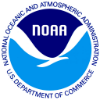 NATIONAL OCEANIC AND ATMOSPHERIC ADMINISTRATION
NOAA
U.S. DEPARTMENT OF COMMERCE